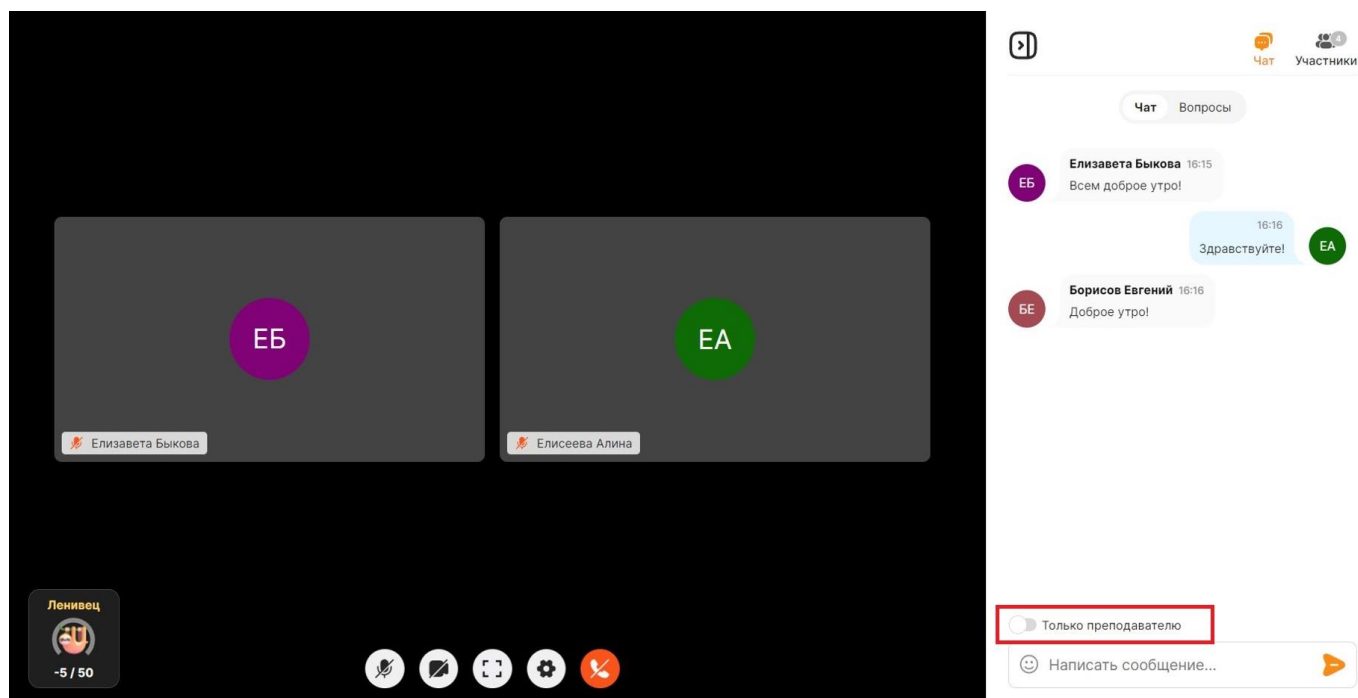 ЕБ
Елизавета Быкова
ЕА
Елисеева Алина
Ленивец
-5 / 50
Чат
4
Участники
Чат Вопросы
Елизавета Быкова 16:15
ЕБ
Всем доброе утро!
16:16
Здравствуйте!
ЕА
Борисов Евгений 16:16
БЕ
Доброе утро!
Только преподавателю
Написать сообщение...